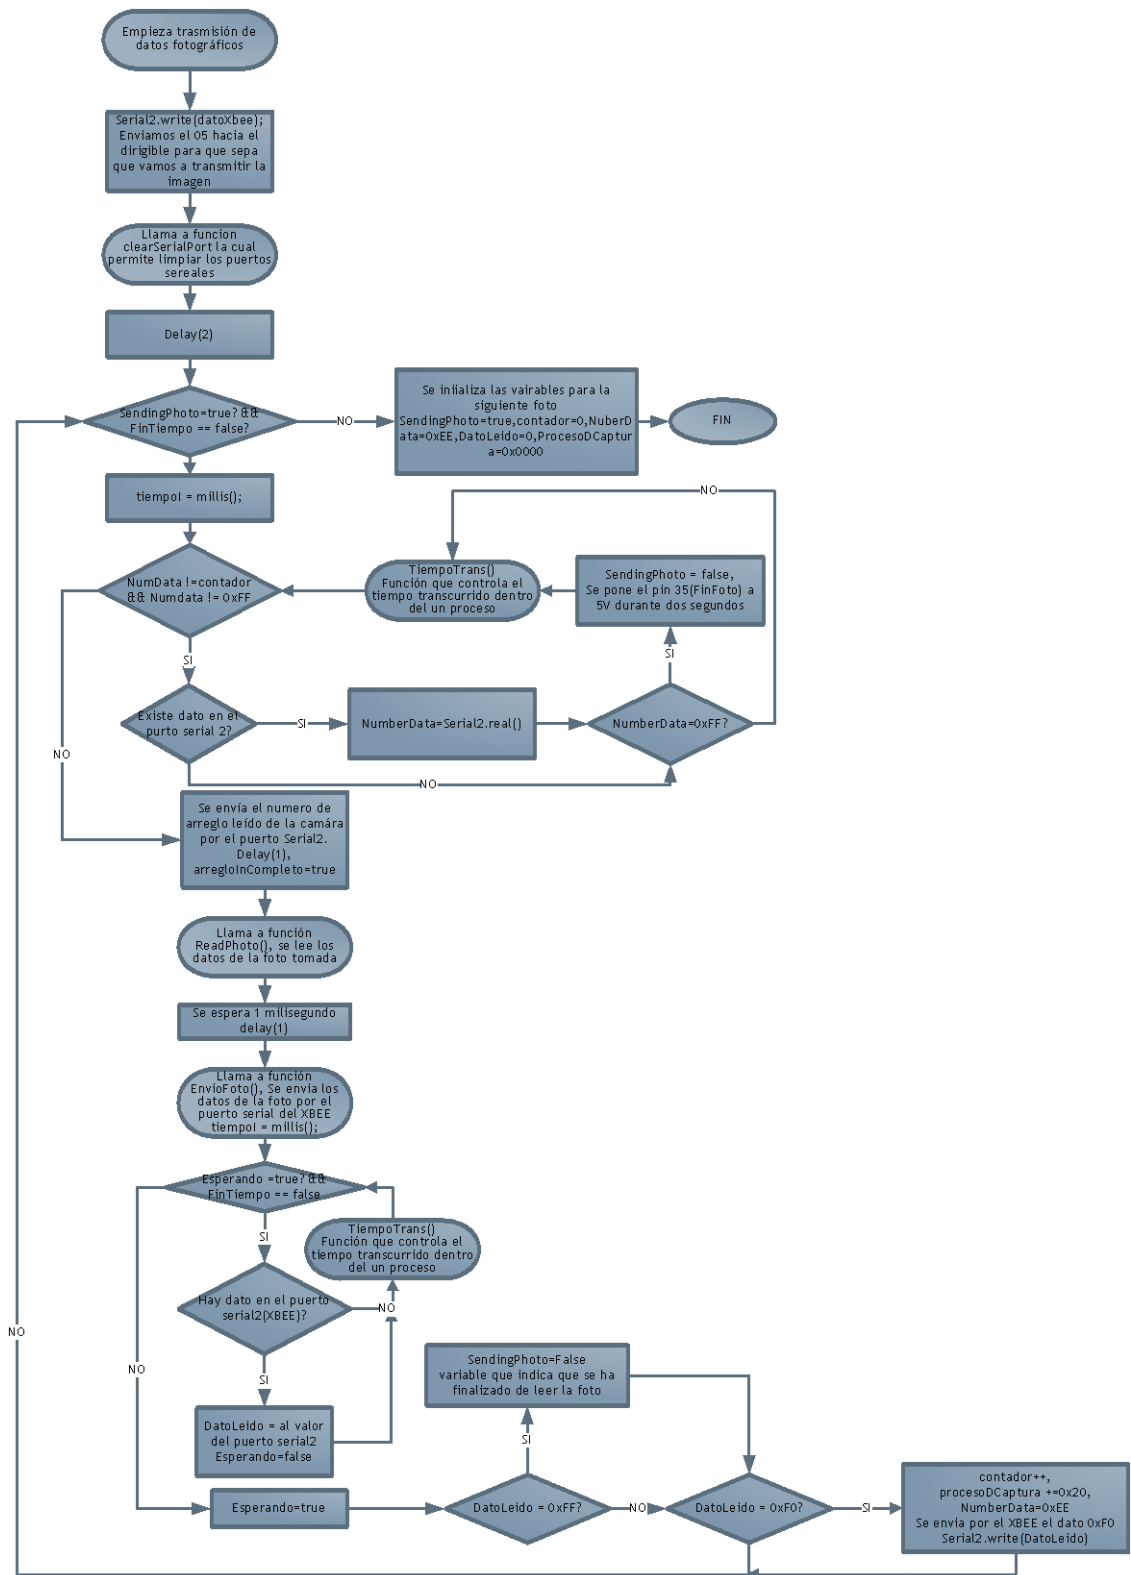 Empieza trasmisión de
datos fotográficos
Serial2.write(datoXbee);
Enviamos el 05 hacia el
dirigible para que sepa
que vamos a transmitir la
imagen
Llama a funcion
clearSerialPort la cual
permite limpiar los puertos
sereales
Delay(2)
SendingPhoto=true? &&
FinTiempo == false?
NO
Se iniializa las vairables para la
siguiente foto
SendingPhoto=true,contador=0,NuberD
ata=0xEE,DatoLeido=0,ProcesoDCaptur
a=0x0000
FIN
tiempoI = millis();
NO
NumData !=contador
&& Numdata != 0xFF
TiempoTrans()
Función que controla el
tiempo transcurrido dentro
del un proceso
SendingPhoto = false,
Se pone el pin 35(FinFoto) a
5V durante dos segundos
SI
SI
Existe dato en el
purto serial 2?
SI
NumberData=Serial2.real()
NumberData=0xFF?
NO
NO
Se envía el numero de
arreglo leído de la camára
por el puerto Serial2.
Delay(1),
arregloInCompleto=true
Llama a función
ReadPhoto(), se lee los
datos de la foto tomada
Se espera 1 milisegundo
delay(1)
Llama a función
EnvioFoto(), Se envia los
datos de la foto por el
puerto serial del XBEE
tiempoI = millis();
Esperando =true? &&
FinTiempo == false
SI
TiempoTrans()
Función que controla el
tiempo transcurrido dentro
del un proceso
Hay dato en el puerto
serial2(XBEE)?
NO
NO
NO
SI
DatoLeido = al valor
del puerto serial2
Esperando=false
SendingPhoto=False
variable que indica que se ha
finalizado de leer la foto
SI
Esperando=true
DatoLeido = 0xFF?
NO
DatoLeido = 0xF0?
SI
contador++,
procesoDCaptura +=0x20,
NumberData=0xEE
Se envia por el XBEE el dato 0xF0
Serial2.write(DatoLeido)